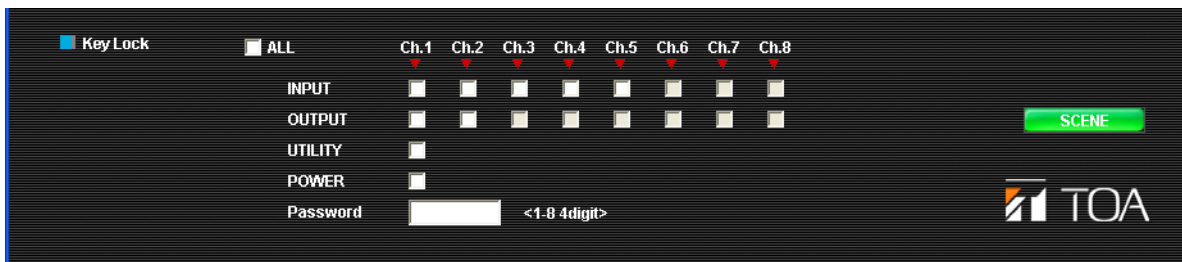 Key Lock ALL Ch.1 Ch.2 Ch.3 Ch.4 Ch.5 Ch.6 Ch.7 Ch.8
INPUT
OUTPUT SCENE
UTILITY
POWER
Password <1-8 4digit>
TOA